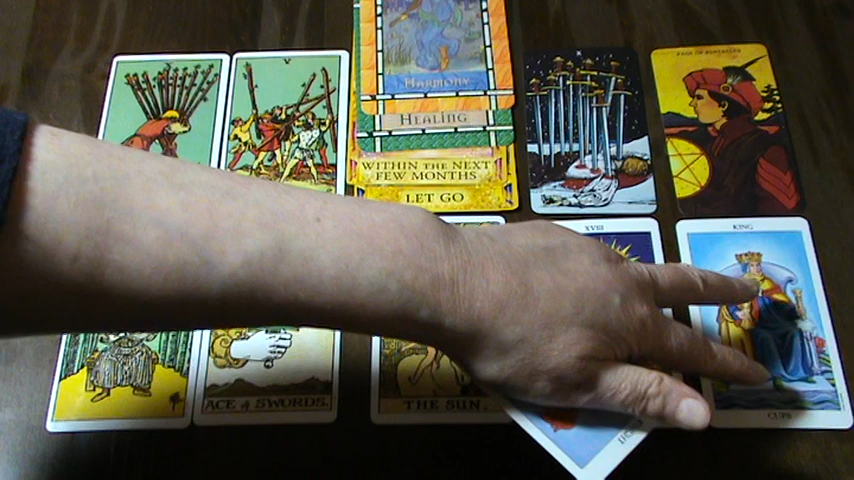 V
X
PAGE OF PENTACLES
HARMONY
HEALING
WITHIN THE NEXT
FEW MONTHS
LET GO
XVIII
KING
CUPS
ACE of SWORDS.
THE SUN.